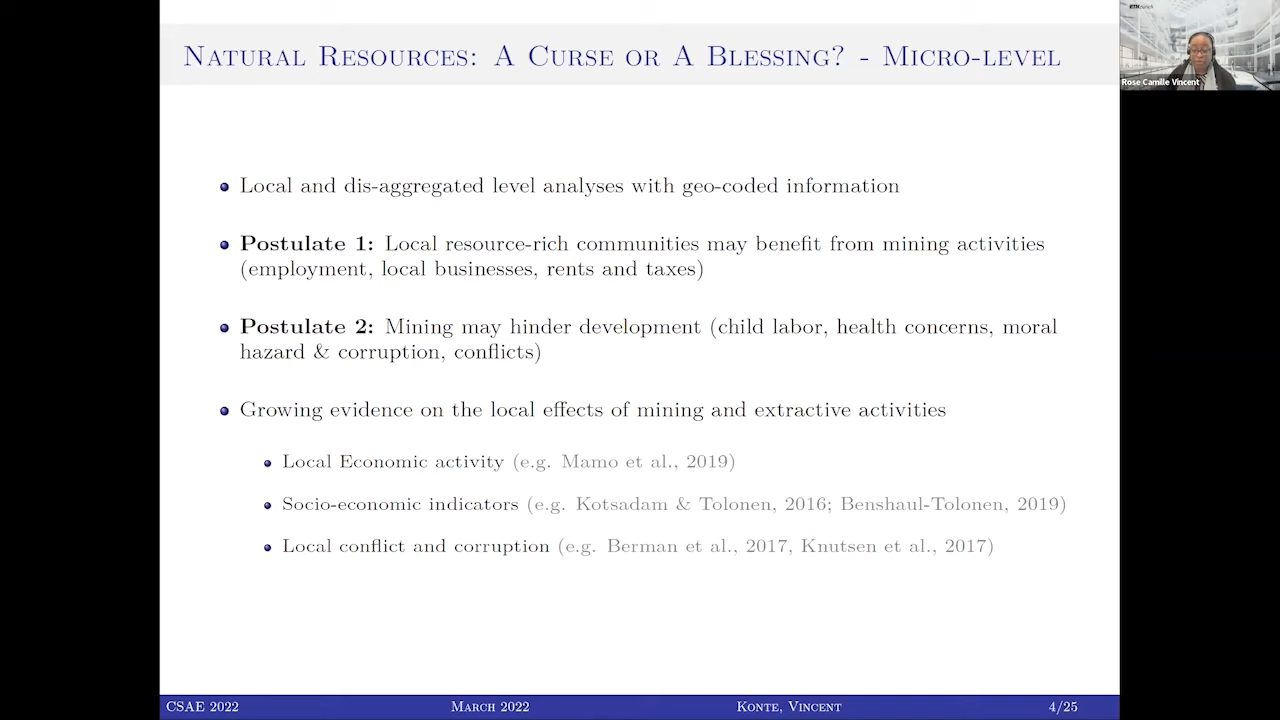 NATURAL RESOURCES: A CURSE OR A BLESSING? - MICRO-LEVEL
ETH zürich
Rose Camille Vincent
Local and dis-aggregated level analyses with geo-coded information
Postulate 1: Local resource-rich communities may benefit from mining activities
(employment, local businesses, rents and taxes)
Postulate 2: Mining may hinder development (child labor, health concerns, moral
hazard & corruption, conflicts)
Growing evidence on the local effects of mining and extractive activities
Local Economic activity (e.g. Mamo et al., 2019)
Socio-economic indicators (e.g. Kotsadam & Tolonen, 2016; Benshaul-Tolonen, 2019)
Local conflict and corruption (e.g. Berman et al., 2017, Knutsen et al., 2017)
CSAE 2022 MARCH 2022 KONTE, VINCENT 4/25